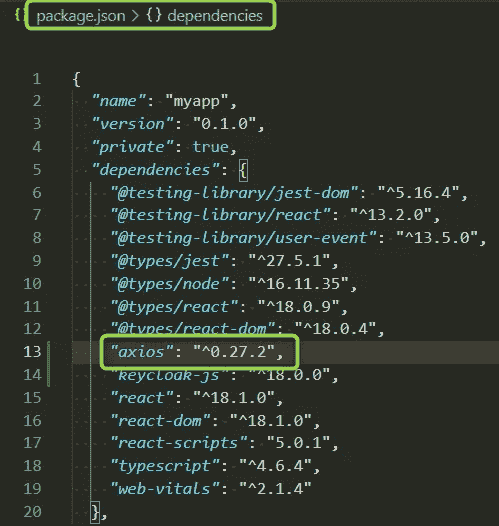 {} package.json > {} dependencies
1 {
2 "name": "myapp",
3 "version": "0.1.0",
4 "private": true,
5 "dependencies": {
6 "@testing-library/jest-dom": "^5.16.4",
7 "@testing-library/react": "^13.2.0",
8 "@testing-library/user-event": "^13.5.0",
9 "@types/jest": "^27.5.1",
10 "@types/node": "^16.11.35",
11 "@types/react": "^18.0.9",
12 "@types/react-dom": "^18.0.4",
13 "axios": "^0.27.2",
14 "keycloak-js": "^18.0.0",
15 "react": "^18.1.0",
16 "react-dom": "^18.1.0",
17 "react-scripts": "5.0.1",
18 "typescript": "^4.6.4",
19 "web-vitals": "^2.1.4"
20 },